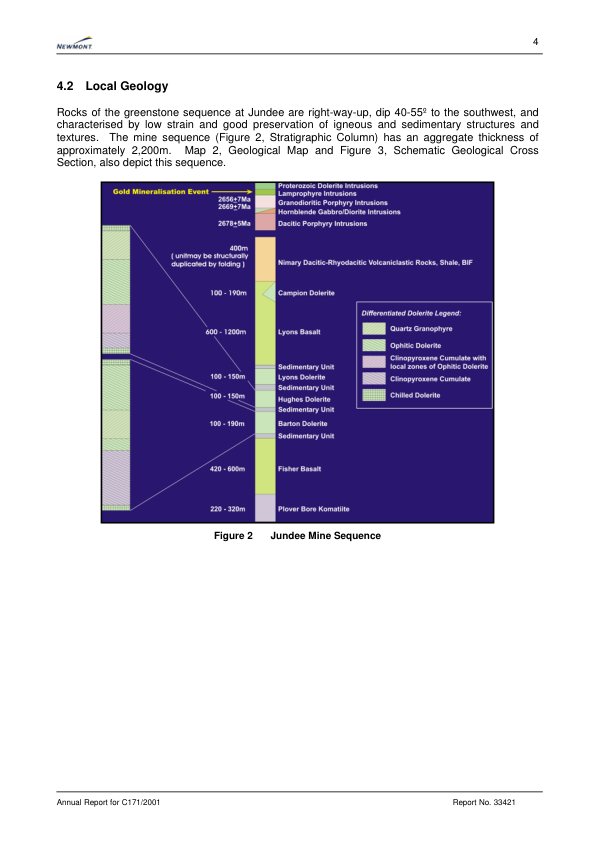 NEWMONT
4
4.2 Local Geology
Rocks of the greenstone sequence at Jundee are right-way-up, dip 40-55º to the southwest, and
characterised by low strain and good preservation of igneous and sedimentary structures and
textures. The mine sequence (Figure 2, Stratigraphic Column) has an aggregate thickness of
approximately 2,200m. Map 2, Geological Map and Figure 3, Schematic Geological Cross
Section, also depict this sequence.
Proterozoic Dolerite Intrusions
Gold Mineralisation Event
Lamprophyre Intrusions
2656±7Ma
Granodioritic Porphyry Intrusions
2669±7Ma
Hornblende Gabbro/Diorite Intrusions
2678±5Ma
Dacitic Porphyry Intrusions
400m
( unitmay be structurally
duplicated by folding )
Nimary Dacitic-Rhyodacitic Volcaniclastic Rocks, Shale, BIF
100 - 190m
Campion Dolerite
600 - 1200m
Lyons Basalt
Sedimentary Unit
100 - 150m
Lyons Dolerite
Sedimentary Unit
100 - 150m
Hughes Dolerite
Sedimentary Unit
100 - 190m
Barton Dolerite
Sedimentary Unit
420 - 600m
Fisher Basalt
220 - 320m
Plover Bore Komatiite
Differentiated Dolerite Legend:
Quartz Granophyre
Ophitic Dolerite
Clinopyroxene Cumulate with
local zones of Ophitic Dolerite
Clinopyroxene Cumulate
Chilled Dolerite
Figure 2 Jundee Mine Sequence
Annual Report for C171/2001
Report No. 33421